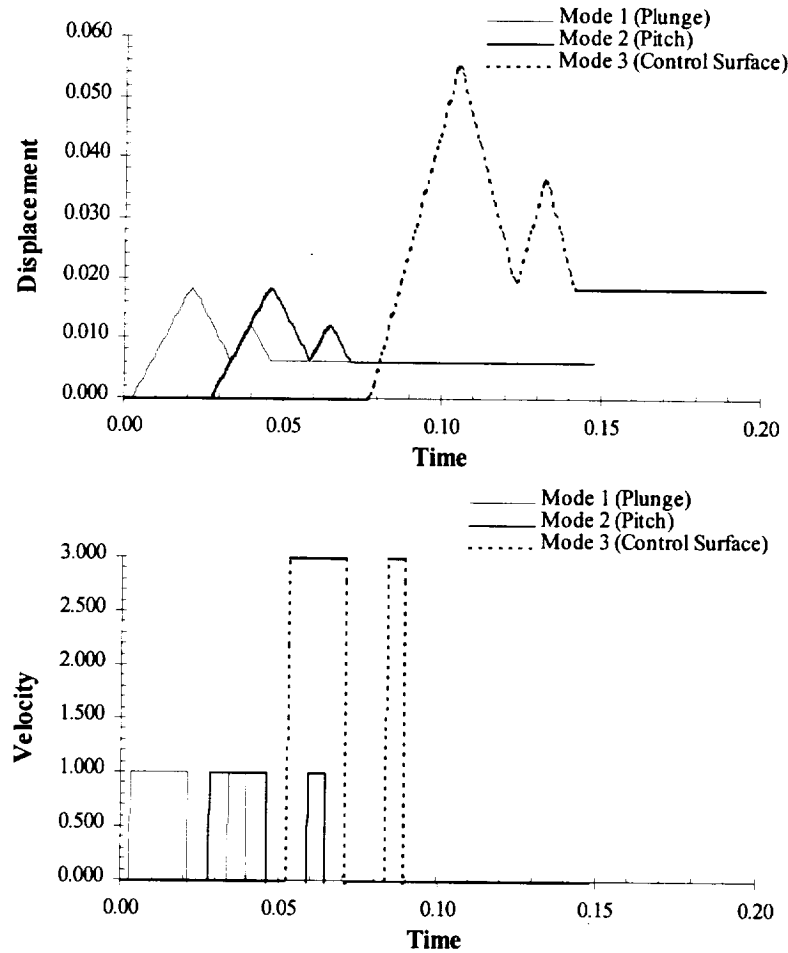 Mode 1 (Plunge)
Mode 2 (Pitch)
Mode 3 (Control Surface)
0.060
0.050
0.040
0.030
0.020
0.010
0.000
Displacement
0.00
0.05
0.10
0.15
0.20
Time
Mode 1 (Plunge)
Mode 2 (Pitch)
Mode 3 (Control Surface)
3.000
2.500
2.000
1.500
1.000
0.500
0.000
Velocity
0.00
0.05
0.10
0.15
0.20
Time